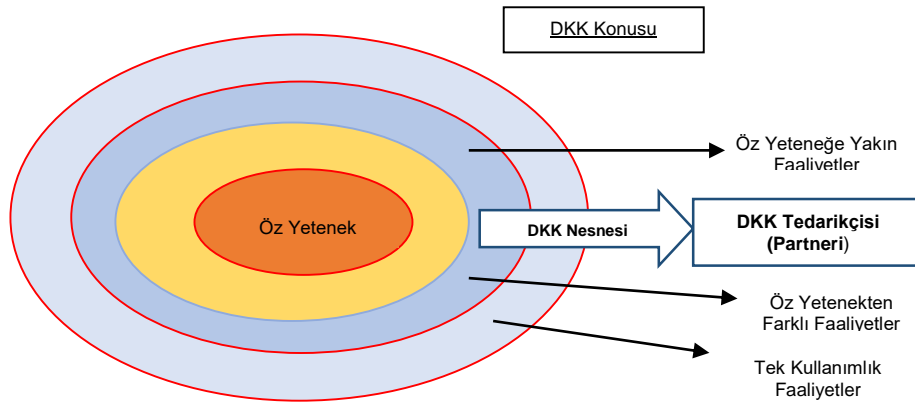 DKK Konusu
Öz Yeteneğe Yakın
Faaliyetler
Öz Yetenek
DKK Nesnesi
DKK Tedarikçisi
(Partneri)
Öz Yetenekten
Farklı Faaliyetler
Tek Kullanımlık
Faaliyetler